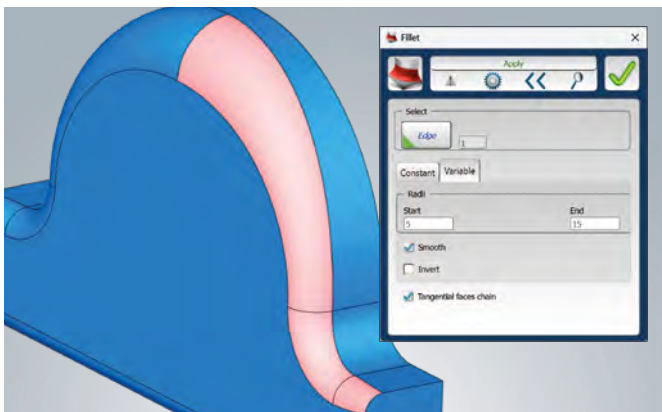 Fillet
Apply
Select
Edge
1
Constant
Variable
Radii
Start
End
5
15
Smooth
Invert
Tangential faces chain